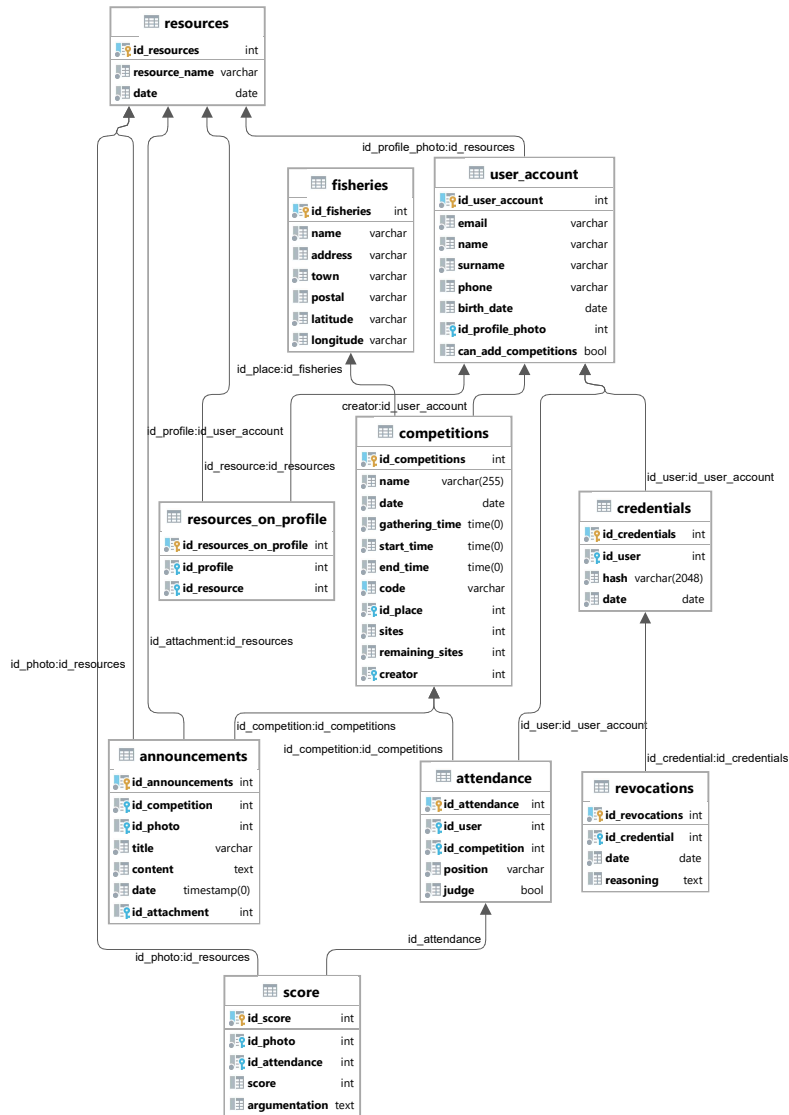 resources
id_resources int
resource_name varchar
date date
id_profile_photo:id_resources
fisheries
id_fisheries int
name varchar
address varchar
town varchar
postal varchar
latitude varchar
longitude varchar
user_account
id_user_account int
email varchar
name varchar
surname varchar
phone varchar
birth_date date
id_profile_photo int
can_add_competitions bool
id_place:id_fisheries
creator:id_user_account
id_profile:id_user_account
id_resource:id_resources
id_user:id_user_account
competitions
id_competitions int
name varchar(255)
date date
gathering_time time(0)
start_time time(0)
end_time time(0)
code varchar
id_place int
sites int
remaining_sites int
creator int
resources_on_profile
id_resources_on_profile int
id_profile int
id_resource int
credentials
id_credentials int
id_user int
hash varchar(2048)
date date
id_attachment:id_resources
id_photo:id_resources
id_competition:id_competitions
id_competition:id_competitions
id_user:id_user_account
id_credential:id_credentials
announcements
id_announcements int
id_competition int
id_photo int
title varchar
content text
date timestamp(0)
id_attachment int
attendance
id_attendance int
id_user int
id_competition int
position varchar
judge bool
revocations
id_revocations int
id_credential int
date date
reasoning text
id_attendance
id_photo:id_resources
score
id_score int
id_photo int
id_attendance int
score int
argumentation text